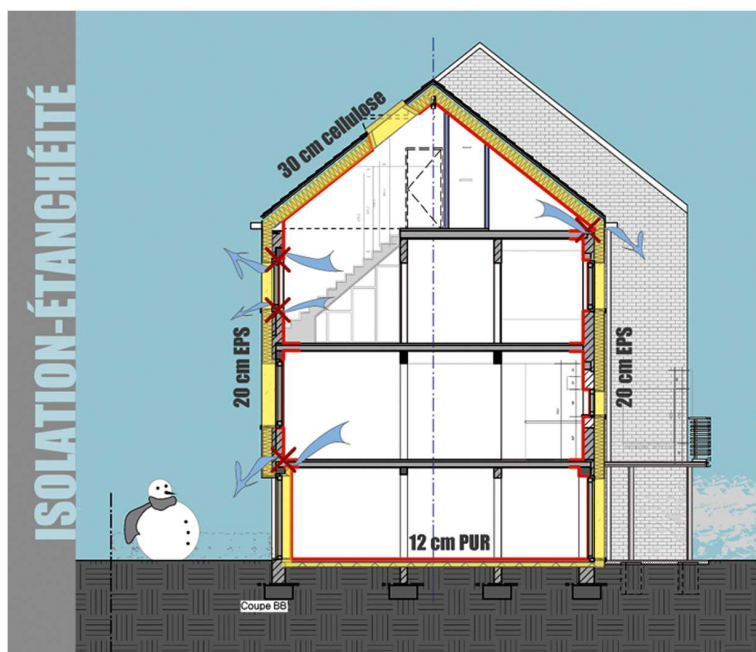 ISOLATION-ÉTANCHÉITÉ
30 cm cellulose
20 cm EPS
20 cm EPS
12 cm PUR
Coupe BB